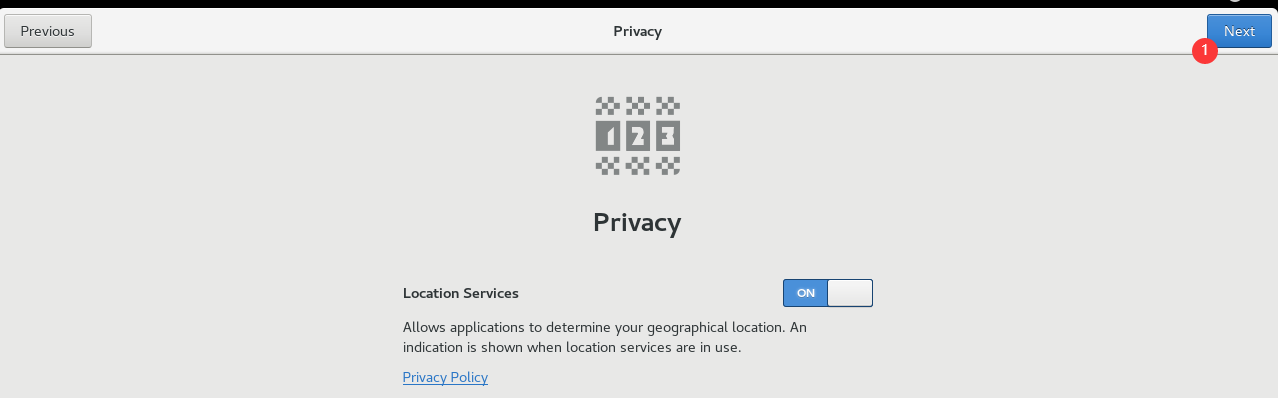 Previous
Privacy
Next
1
1 2 3
Privacy
Location Services
ON
Allows applications to determine your geographical location. An
indication is shown when location services are in use.
Privacy Policy